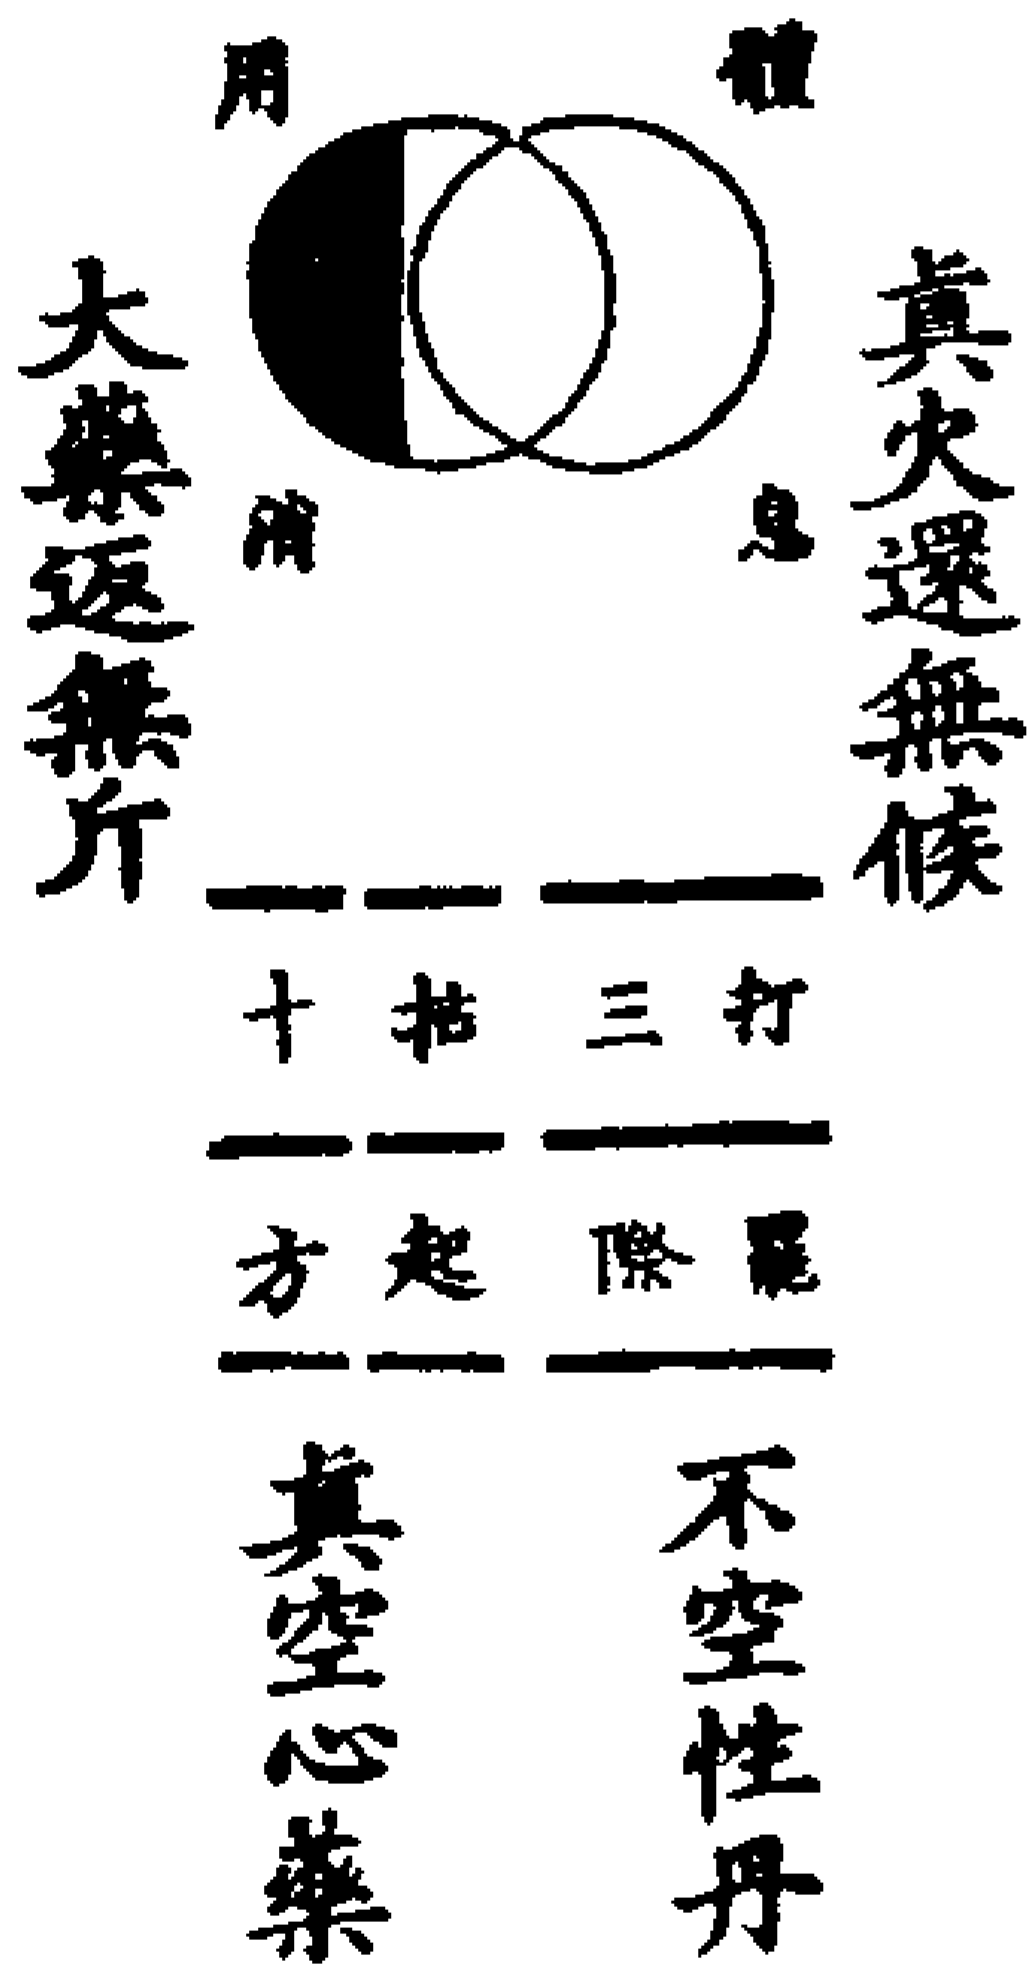 體
用
息
消
真火還無候
大藥返無斤
打罷
三際
拈起
十方
不空性丹
真空心藥